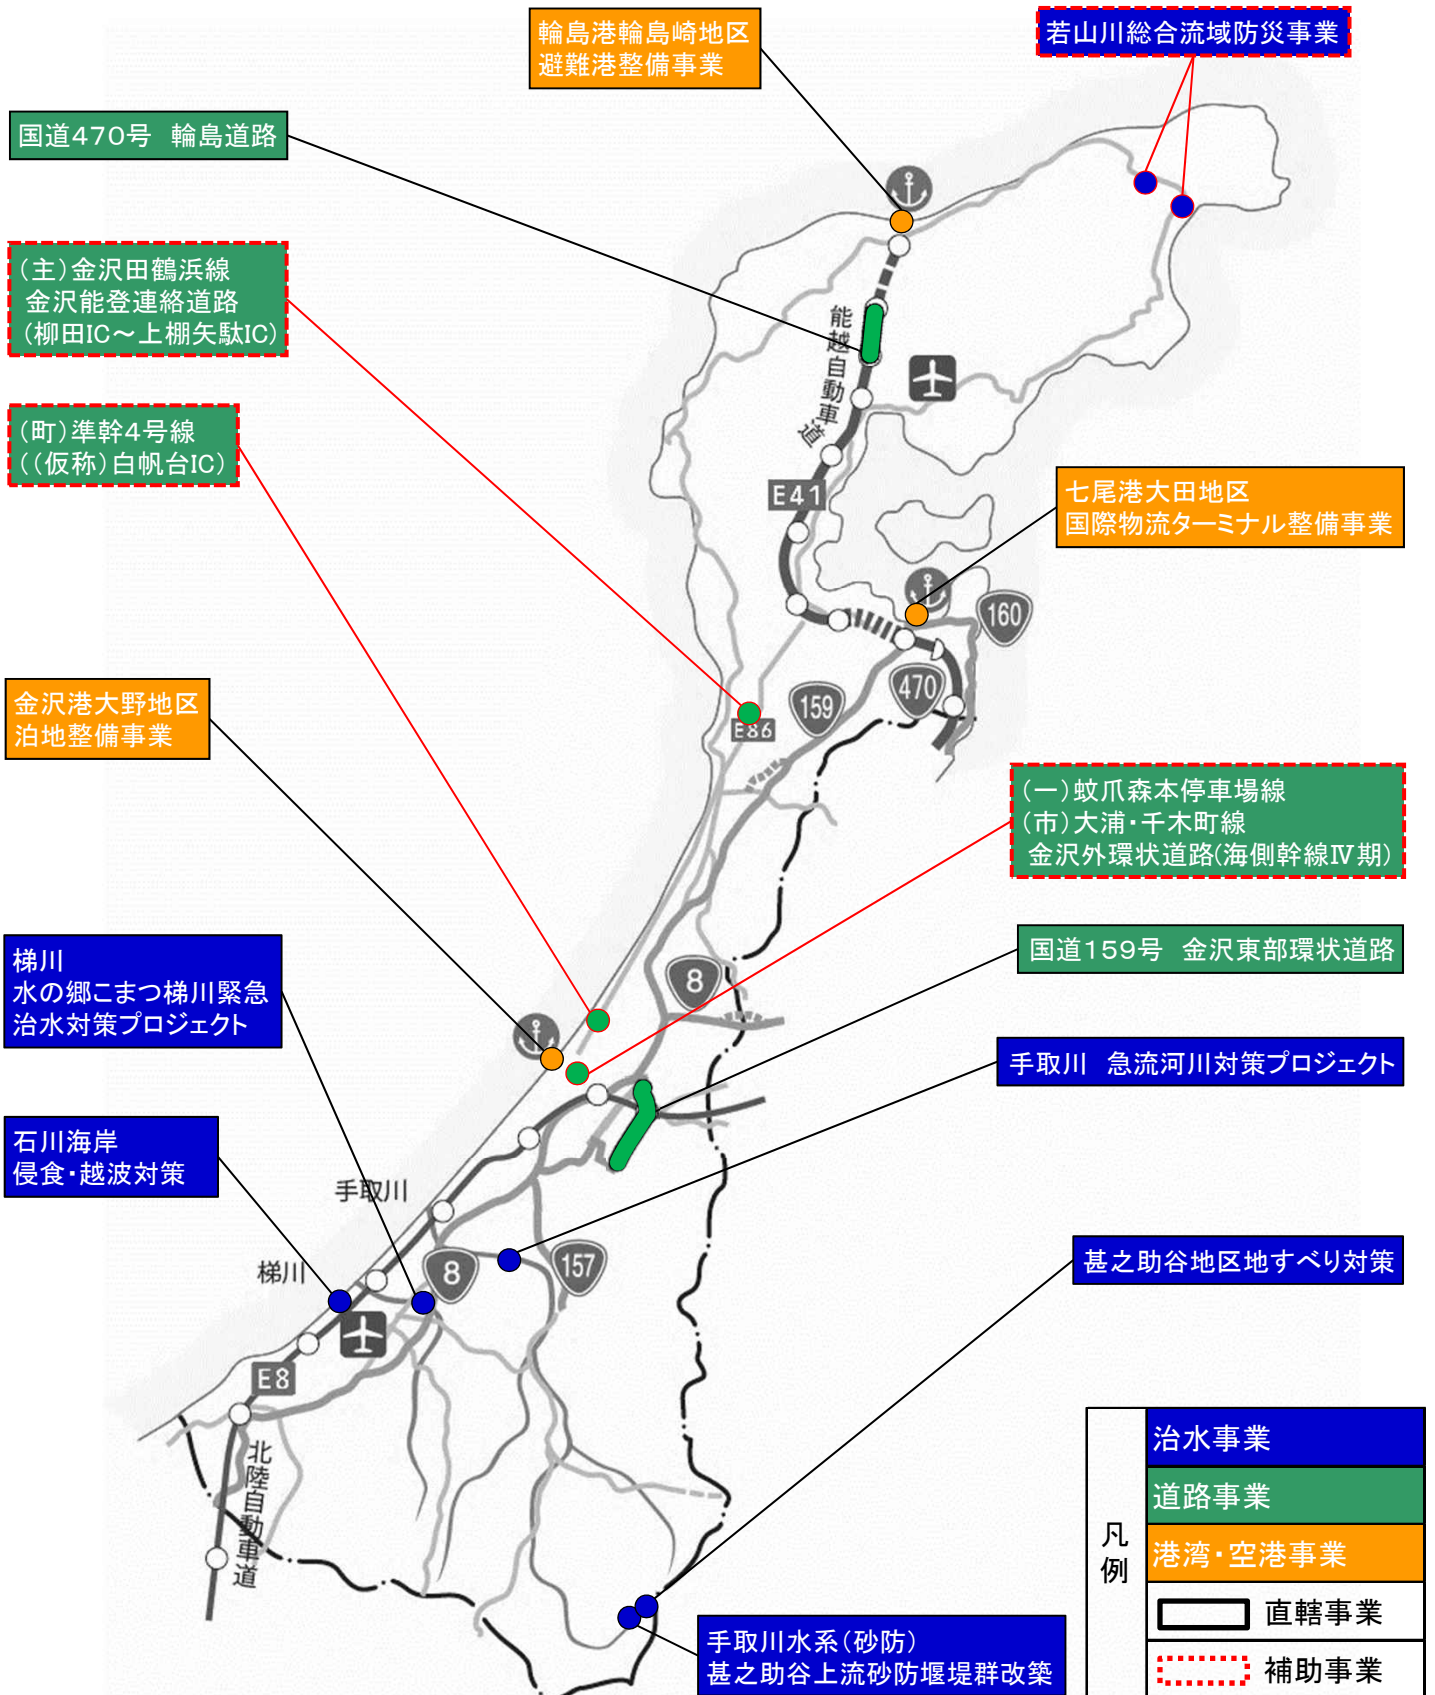 輪島港輪島崎地区
避難港整備事業
若山川総合流域防災事業
国道470号　輪島道路
(主)金沢田鶴浜線
金沢能登連絡道路
(柳田IC～上棚矢駄IC)
能越自動車道
(町)準幹4号線
((仮称)白帆台IC)
E41
七尾港大田地区
国際物流ターミナル整備事業
160
470
159
E86
金沢港大野地区
泊地整備事業
(一)蚊爪森本停車場線
(市)大浦・千木町線
金沢外環状道路(海側幹線Ⅳ期)
国道159号　金沢東部環状道路
8
梯川
水の郷こまつ梯川緊急
治水対策プロジェクト
手取川　急流河川対策プロジェクト
石川海岸
侵食・越波対策
手取川
梯川
8
157
甚之助谷地区地すべり対策
E8
北陸自動車道
手取川水系(砂防)
甚之助谷上流砂防堰堤群改築
凡例
治水事業
道路事業
港湾・空港事業
直轄事業
補助事業